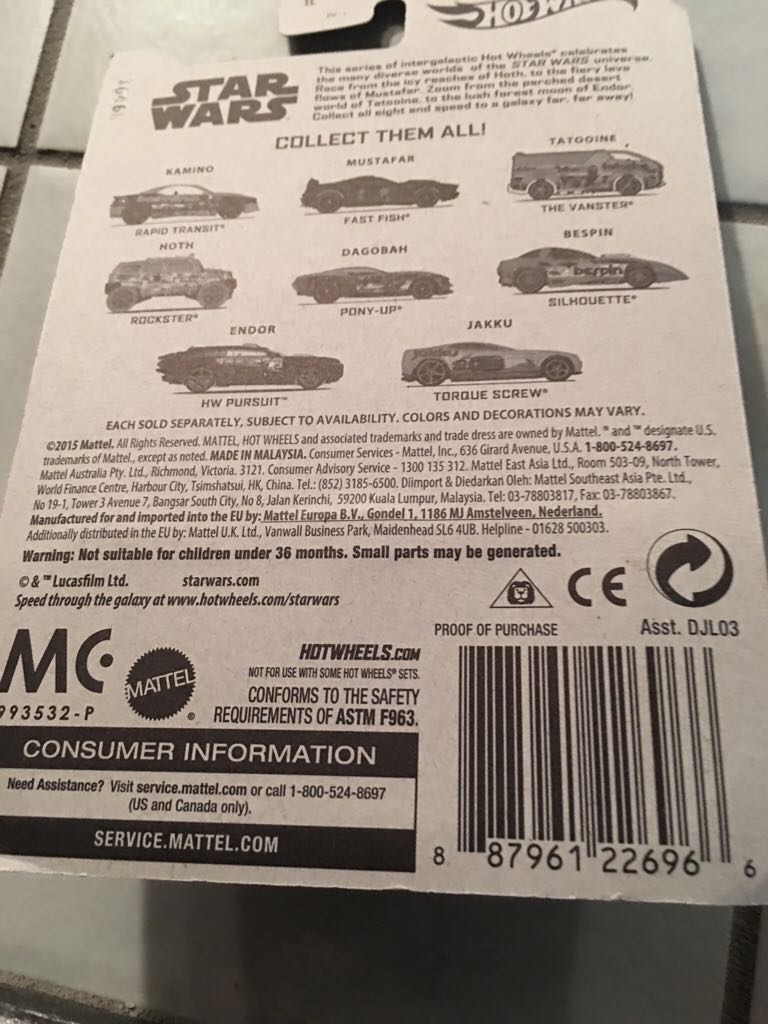 HOT WHEELS
1909L
STAR WARS
This series of intergalactic Hot Wheels® celebrates
the many diverse worlds of the STAR WARS universe.
Race from the icy reaches of Hoth, to the fiery lava
flows of Mustafar. Zoom from the parched desert
world of Tatooine, to the lush forest moon of Endor.
Collect all eight and speed to a galaxy far, far away!
COLLECT THEM ALL!
KAMINO
RAPID TRANSIT®
MUSTAFAR
FAST FISH®
TATOOINE
THE VANSTER®
HOTH
ROCKSTER®
DAGOBAH
PONY-UP®
BESPIN
bespin
SILHOUETTE®
ENDOR
HW PURSUIT™
JAKKU
TORQUE SCREW®
EACH SOLD SEPARATELY, SUBJECT TO AVAILABILITY. COLORS AND DECORATIONS MAY VARY.
©2015 Mattel. All Rights Reserved. MATTEL, HOT WHEELS and associated trademarks and trade dress are owned by Mattel. ® and ™ designate U.S.
trademarks of Mattel, except as noted. MADE IN MALAYSIA. Consumer Services - Mattel, Inc., 636 Girard Avenue, U.S.A. 1-800-524-8697.
Mattel Australia Pty. Ltd., Richmond, Victoria. 3121. Consumer Advisory Service - 1300 135 312. Mattel East Asia Ltd., Room 503-09, North Tower,
World Finance Centre, Harbour City, Tsimshatsui, HK, China. Tel.: (852) 3185-6500. Diimport & Diedarkan Oleh: Mattel Southeast Asia Pte. Ltd.,
No 19-1, Tower 3 Avenue 7, Bangsar South City, No 8, Jalan Kerinchi, 59200 Kuala Lumpur, Malaysia. Tel: 03-78803817, Fax: 03-78803867.
Manufactured for and imported into the EU by: Mattel Europa B.V., Gondel 1, 1186 MJ Amstelveen, Nederland.
Additionally distributed in the EU by: Mattel U.K. Ltd., Vanwall Business Park, Maidenhead SL6 4UB. Helpline - 01628 500303.
Warning: Not suitable for children under 36 months. Small parts may be generated.
© & ™ Lucasfilm Ltd. starwars.com
Speed through the galaxy at www.hotwheels.com/starwars
CE
PROOF OF PURCHASE
Asst. DJL03
MC
993532-P
MATTEL®
HOTWHEELS.COM
NOT FOR USE WITH SOME HOT WHEELS® SETS.
CONFORMS TO THE SAFETY
REQUIREMENTS OF ASTM F963.
CONSUMER INFORMATION
Need Assistance? Visit service.mattel.com or call 1-800-524-8697
(US and Canada only).
SERVICE.MATTEL.COM
8 87961 22696 6